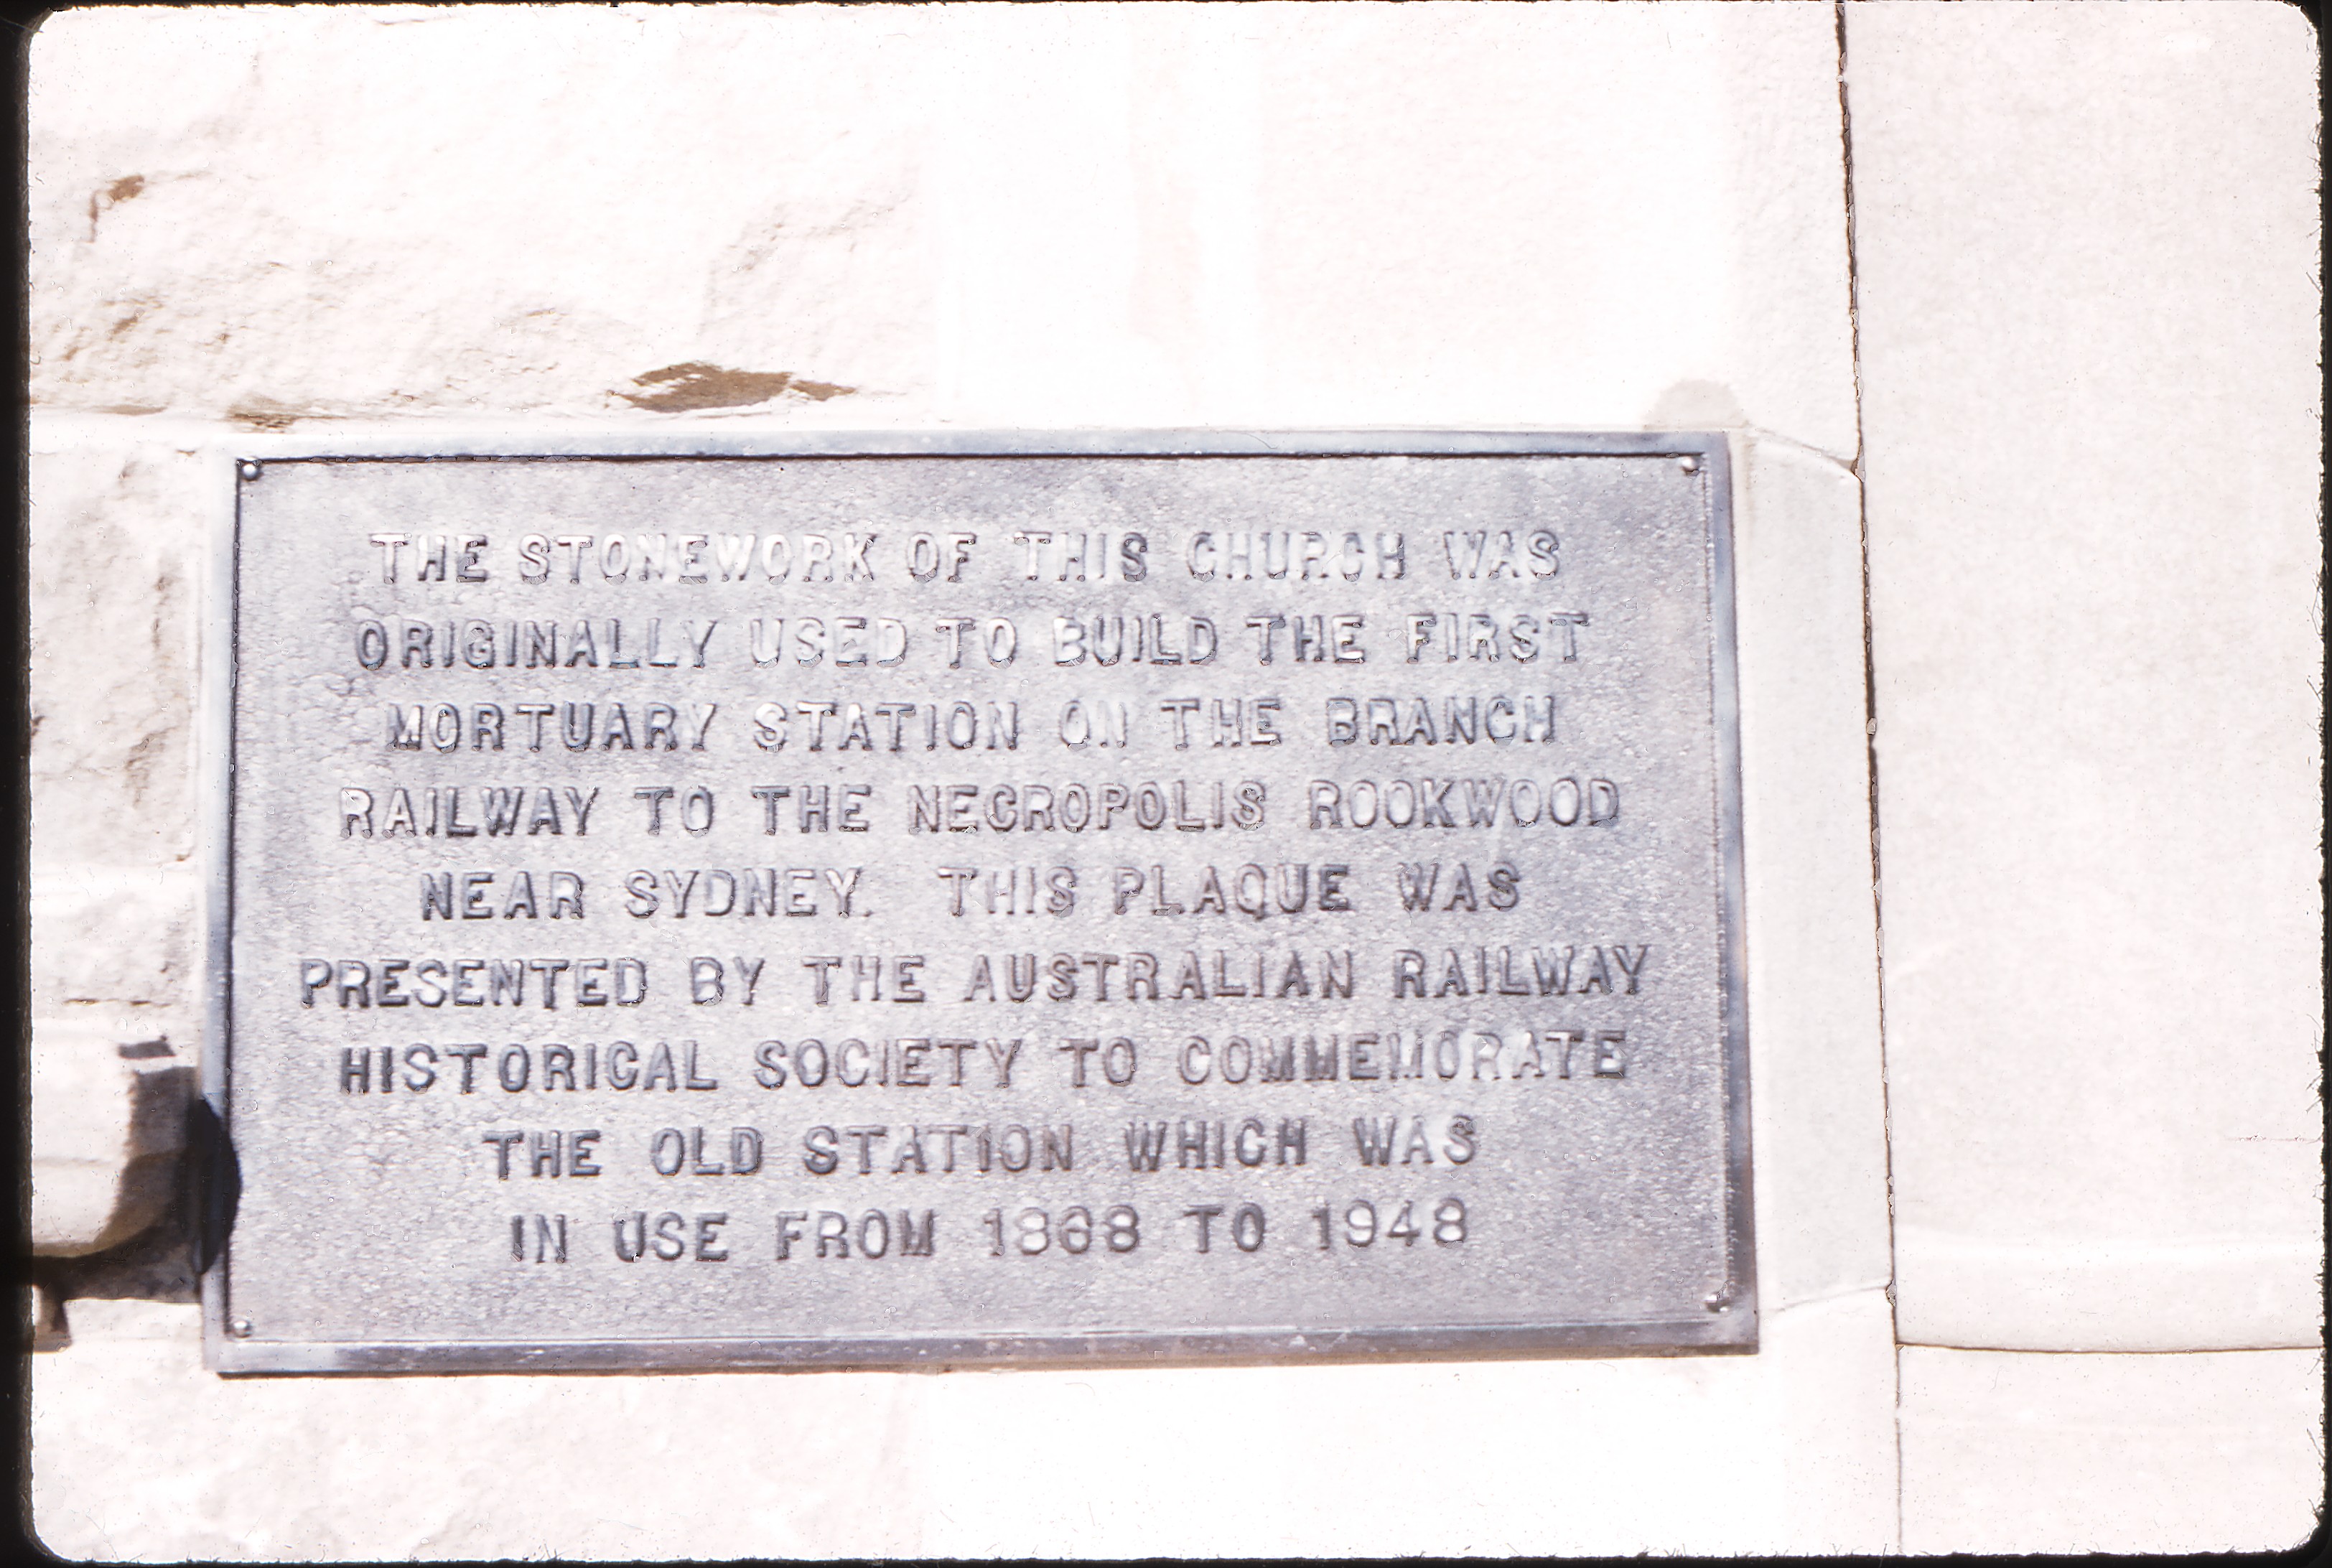 THE STONEWORK OF THIS CHURCH WAS
ORIGINALLY USED TO BUILD THE FIRST
MORTUARY STATION ON THE BRANCH
RAILWAY TO THE NECROPOLIS ROOKWOOD
NEAR SYDNEY. THIS PLAQUE WAS
PRESENTED BY THE AUSTRALIAN RAILWAY
HISTORICAL SOCIETY TO COMMEMORATE
THE OLD STATION WHICH WAS
IN USE FROM 1868 TO 1948